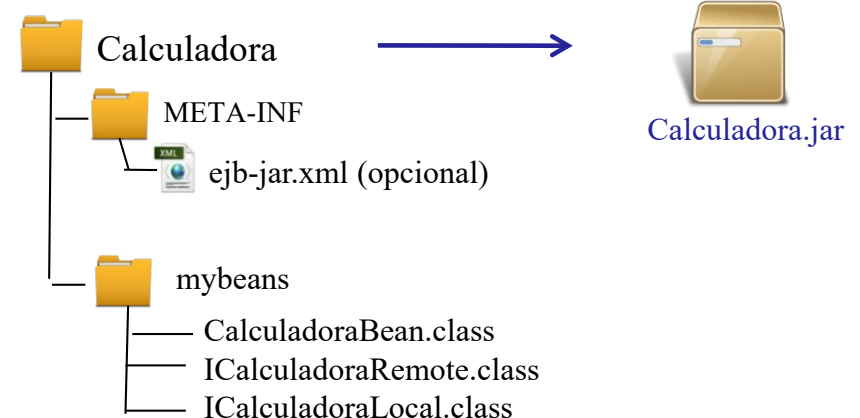 Calculadora
Calculadora.jar
META-INF
XML
ejb-jar.xml (opcional)
mybeans
CalculadoraBean.class
ICalculadoraRemote.class
ICalculadoraLocal.class